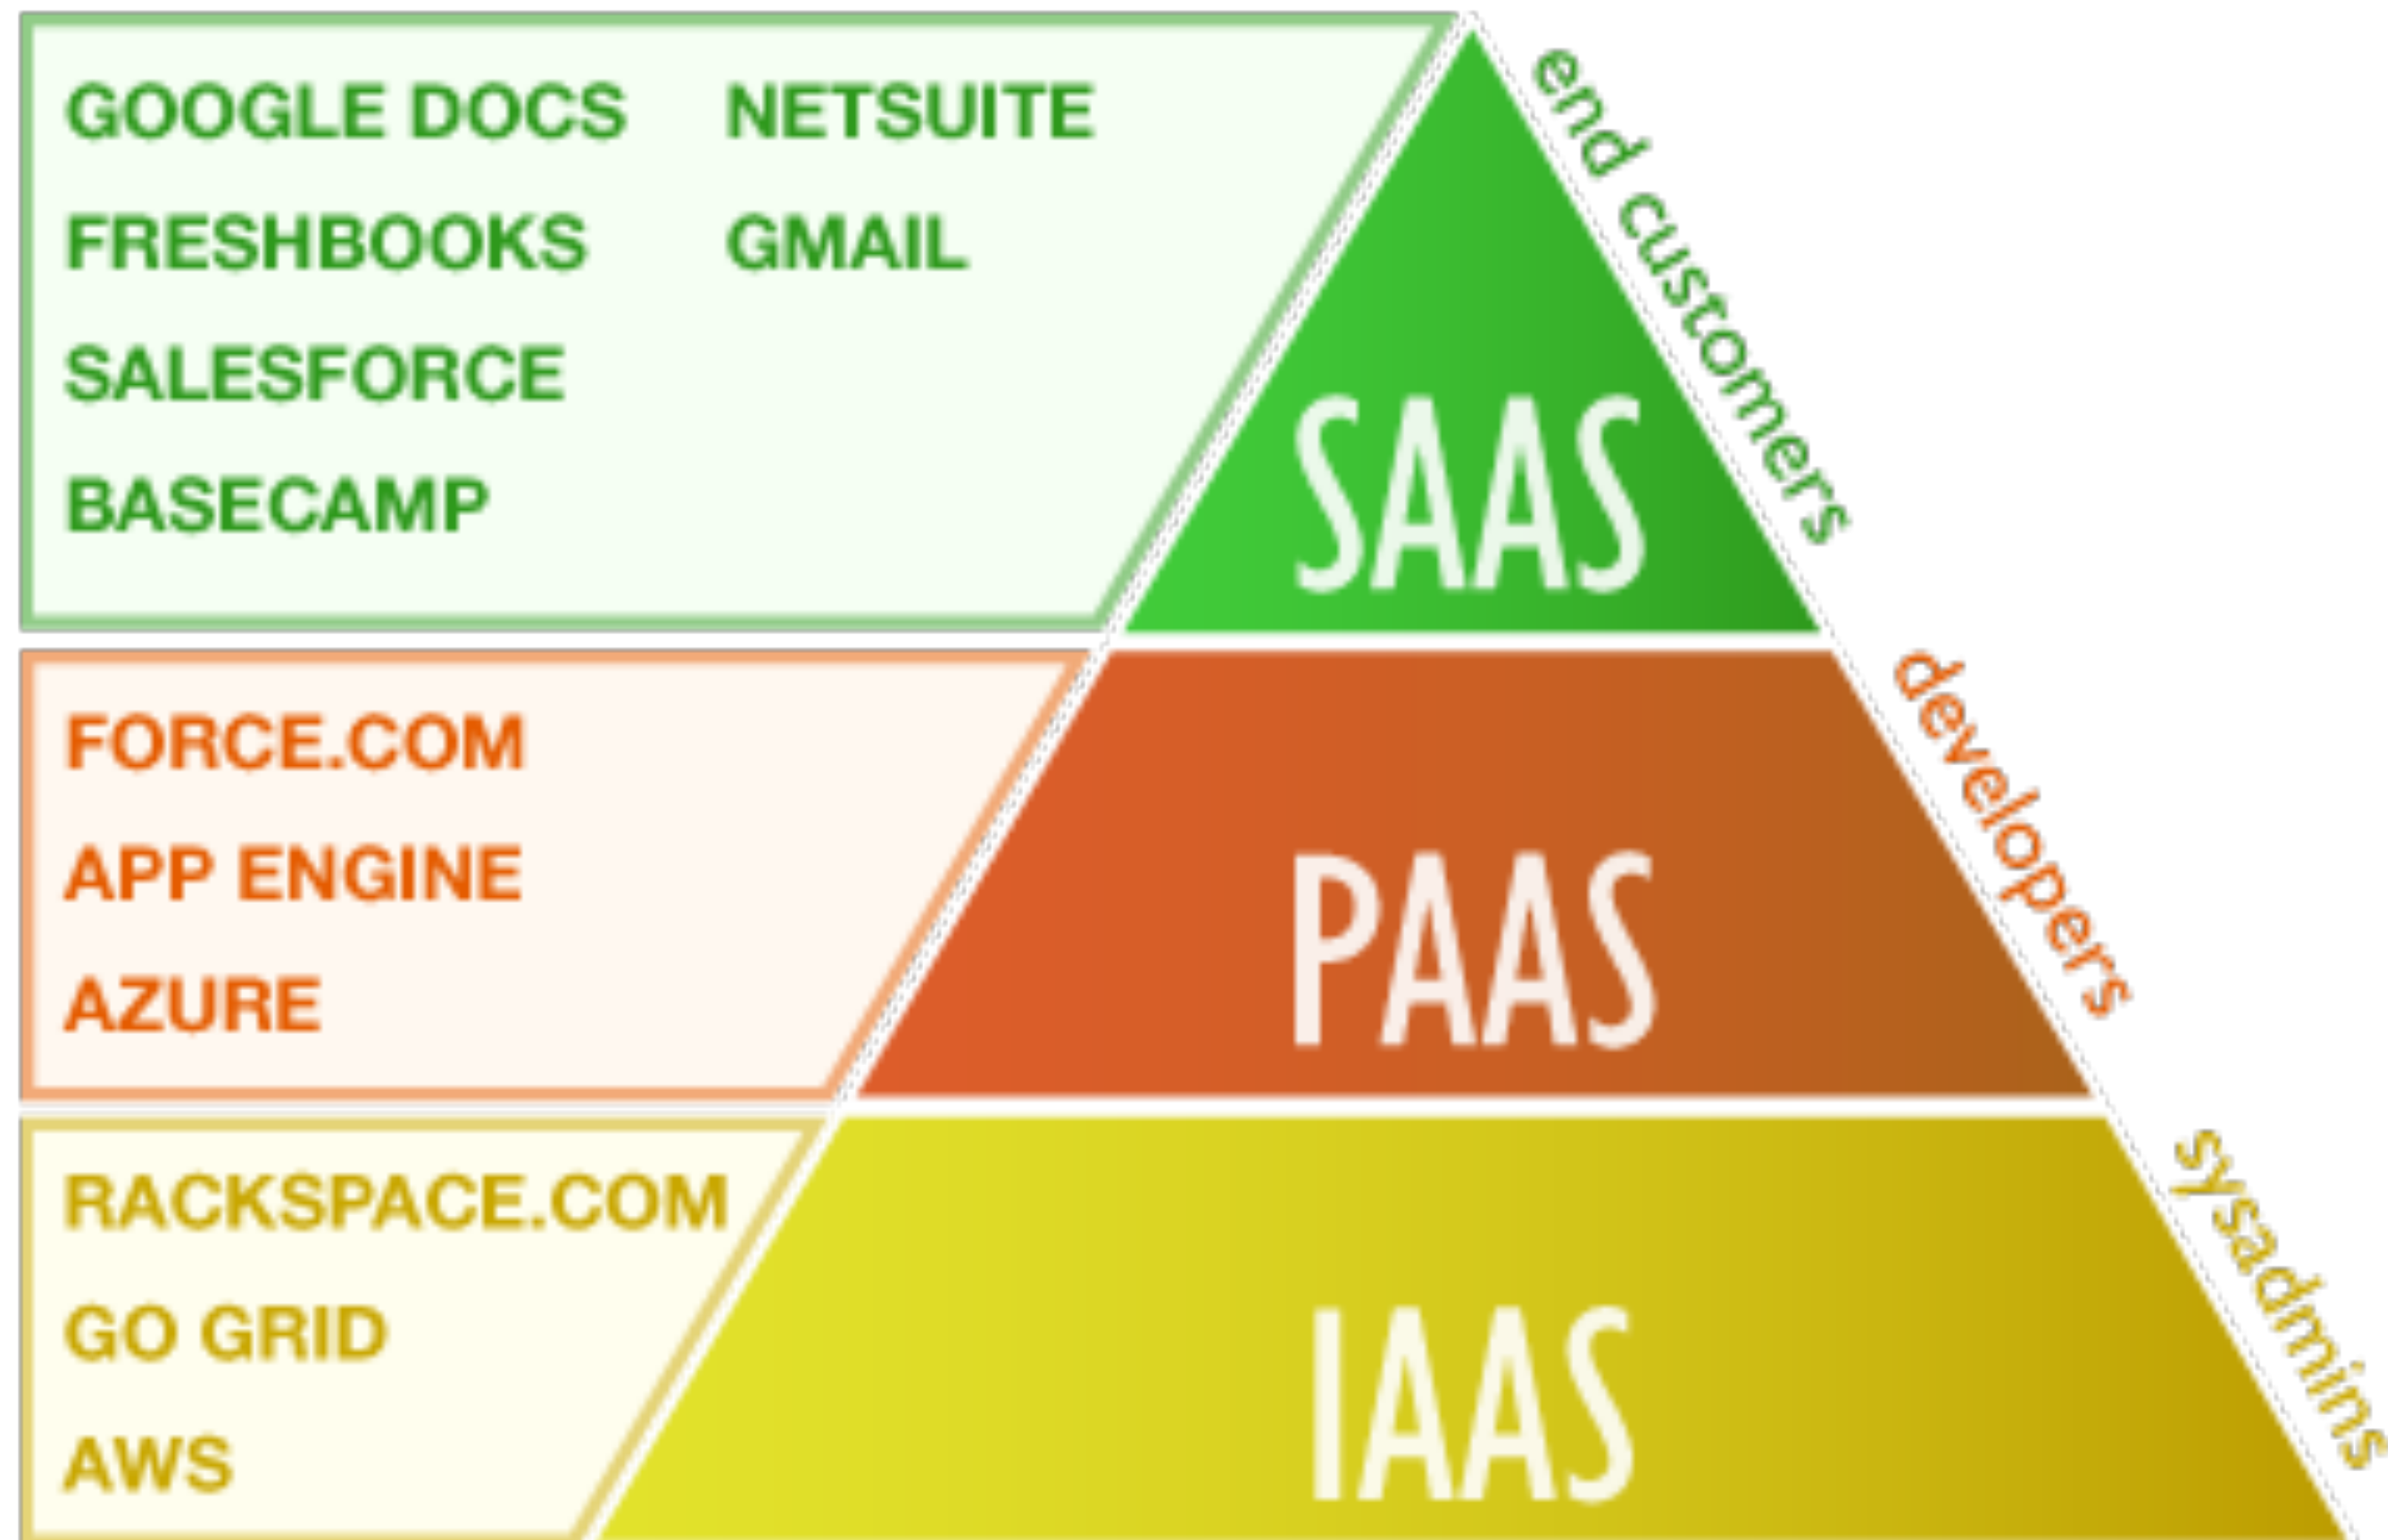 GOOGLE DOCS NETSUITE
FRESHBOOKS GMAIL
SALESFORCE
BASECAMP
SAAS
end customers
FORCE.COM
APP ENGINE
AZURE
PAAS
developers
RACKSPACE.COM
GO GRID
AWS
IAAS
sysadmins